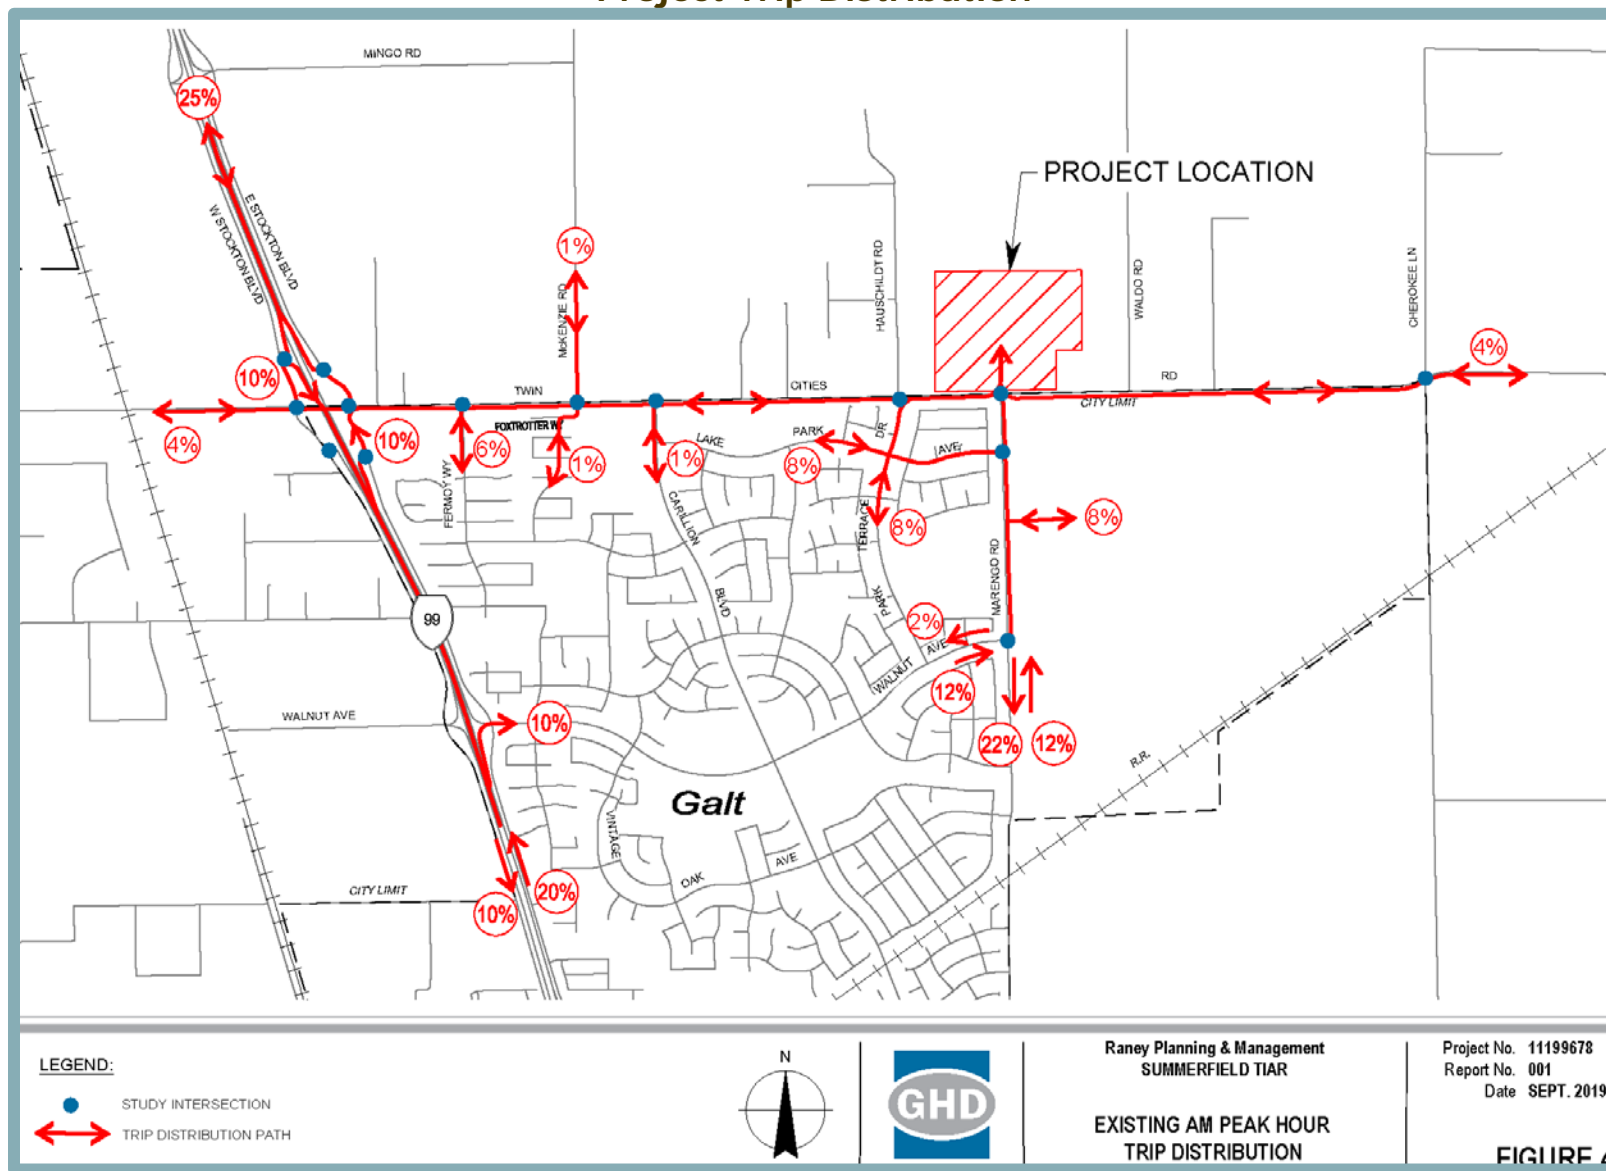 Project Trip Distribution
MINGO RD
25%
E STOCKTON BLVD
W STOCKTON BLVD
PROJECT LOCATION
1%
McKENZIE RD
HAUSCHILDT RD
WALDO RD
CHEROKEE LN
10%
4%
TWIN
CITIES
RD
CITY LIMIT
4%
10%
FOXTROTTER WY
6%
1%
1%
LAKE
PARK
DR
AVE
8%
FERMOY WY
CARILLION
BLVD
TERRACE
PARK
8%
8%
MARENGO RD
99
2%
WALNUT
AVE
12%
WALNUT AVE
10%
22%
12%
R.R.
Galt
VINTAGE
OAK
AVE
CITY LIMIT
10%
20%
LEGEND:
STUDY INTERSECTION
TRIP DISTRIBUTION PATH
N
GHD
Raney Planning & Management
SUMMERFIELD TIAR
EXISTING AM PEAK HOUR
TRIP DISTRIBUTION
Project No. 11199678
Report No. 001
Date SEPT. 2019
FIGURE